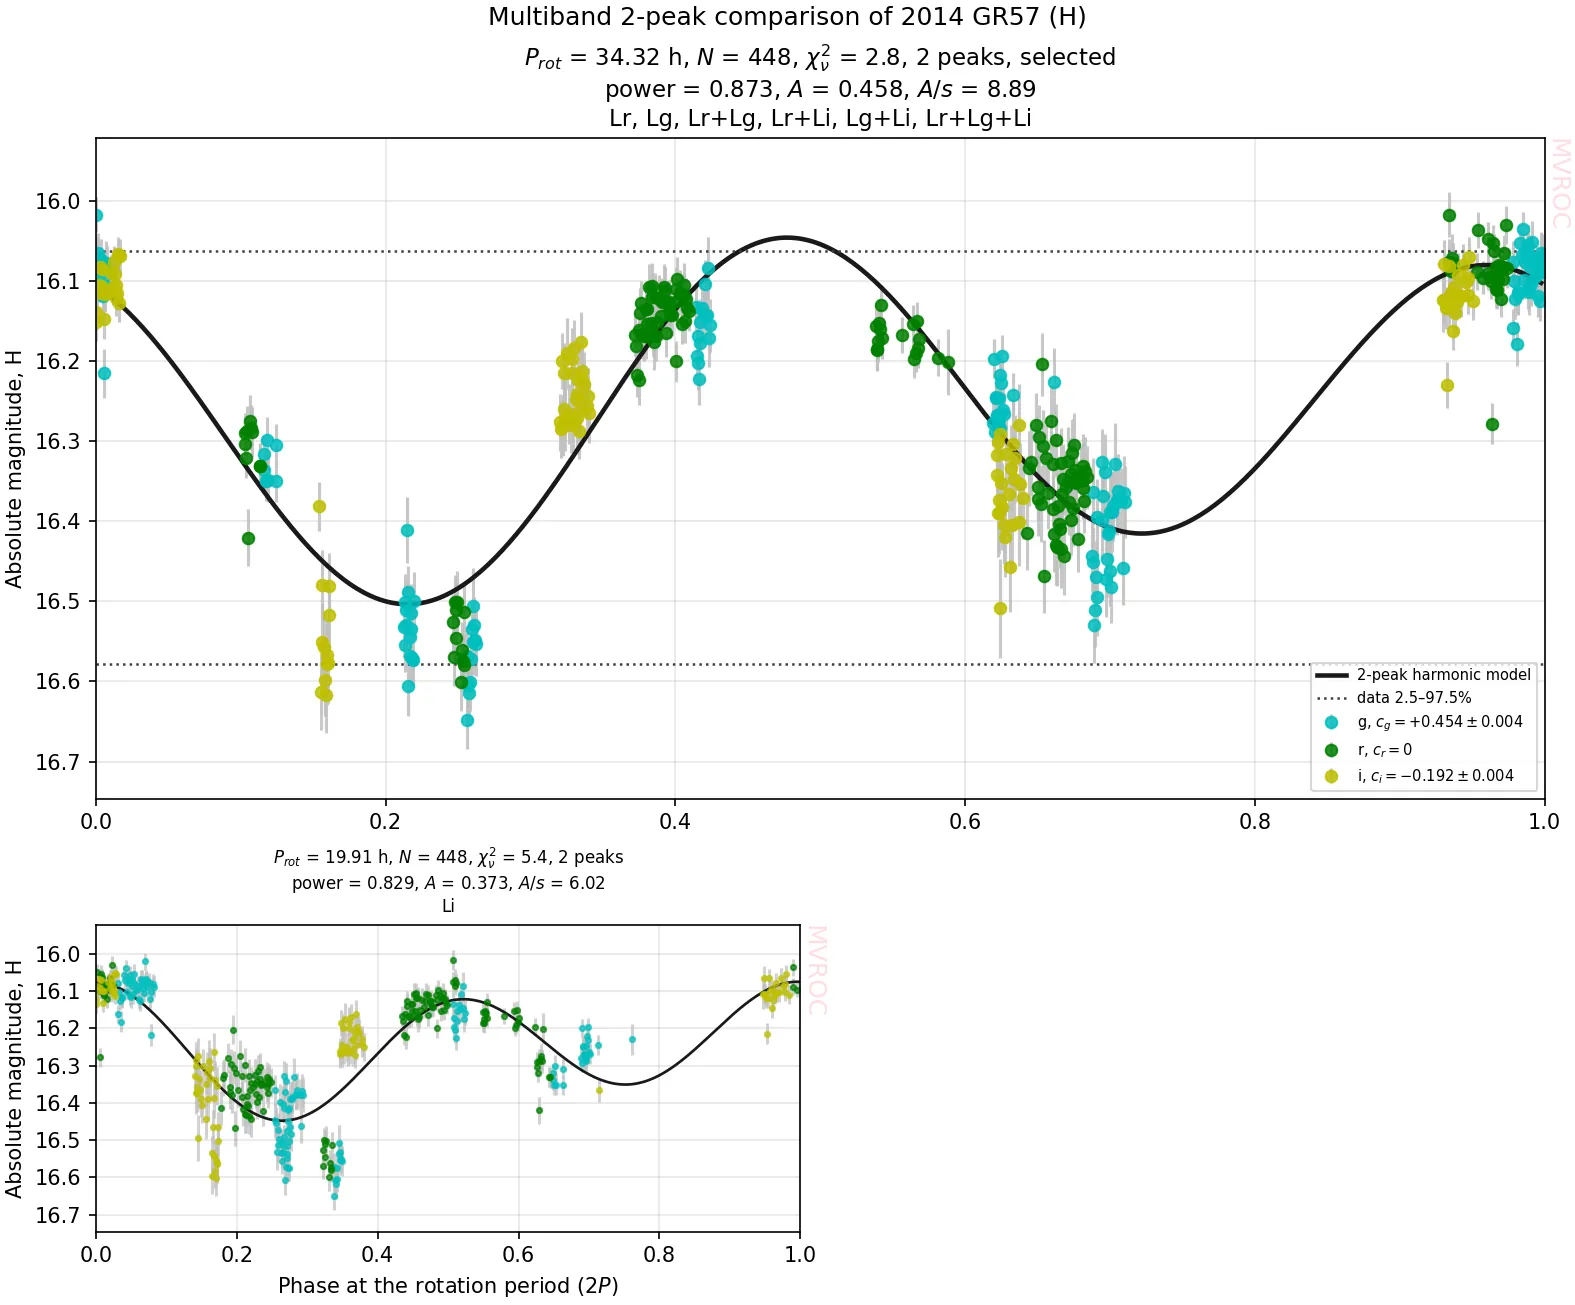 Multiband 2-peak comparison of 2014 GR57 (H)
P_rot = 34.32 h, N = 448, χ²_ν = 2.8, 2 peaks, selected
power = 0.873, A = 0.458, A/s = 8.89
Lr, Lg, Lr+Lg, Lr+Li, Lg+Li, Lr+Lg+Li
MVROC
Absolute magnitude, H
16.0
16.1
16.2
16.3
16.4
16.5
16.6
16.7
2-peak harmonic model
data 2.5–97.5%
g, c_g = +0.454 ± 0.004
r, c_r = 0
i, c_i = −0.192 ± 0.004
0.0 0.2 0.4 0.6 0.8 1.0
P_rot = 19.91 h, N = 448, χ²_ν = 5.4, 2 peaks
power = 0.829, A = 0.373, A/s = 6.02
Li
MVROC
Absolute magnitude, H
16.0
16.1
16.2
16.3
16.4
16.5
16.6
16.7
0.0 0.2 0.4 0.6 0.8 1.0
Phase at the rotation period (2P)